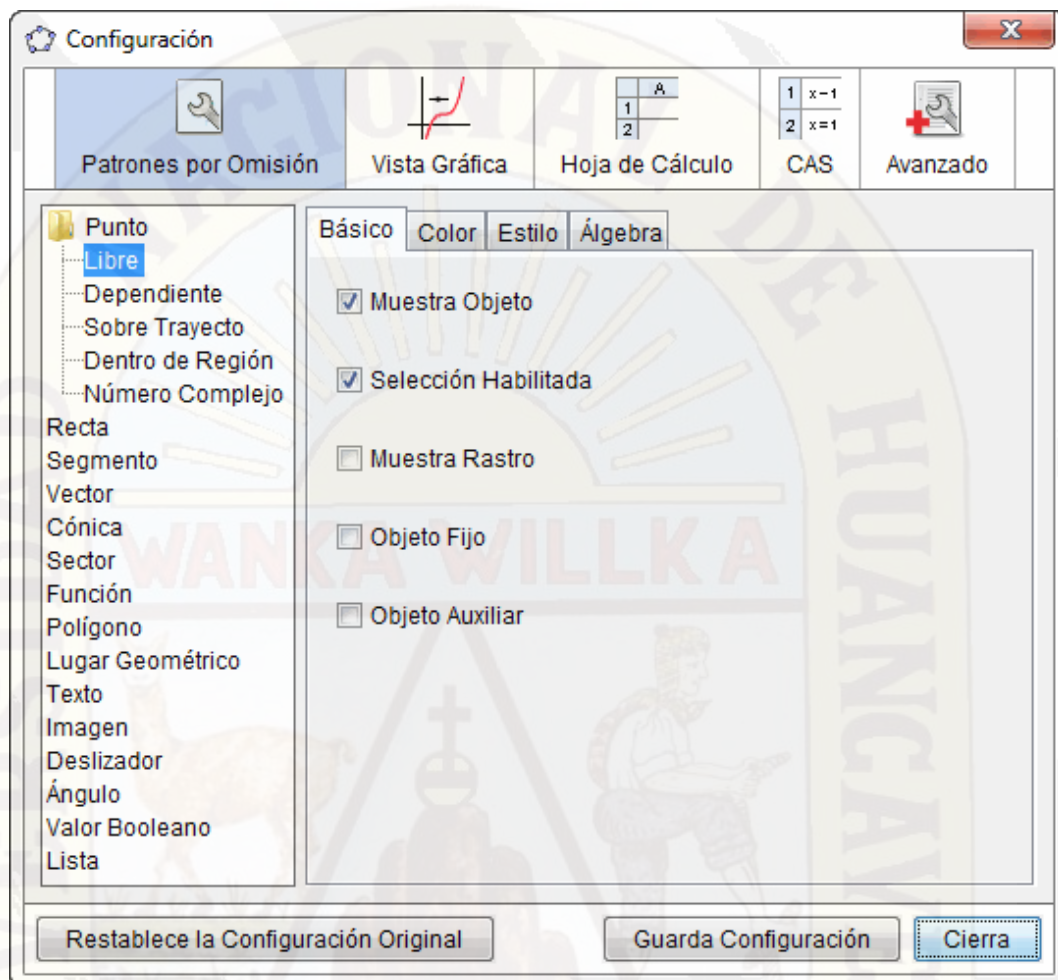 Configuración
Patrones por Omisión
Vista Gráfica
A
1
2
Hoja de Cálculo
1 x-1
2 x=1
CAS
Avanzado
Punto
Libre
Dependiente
Sobre Trayecto
Dentro de Región
Número Complejo
Recta
Segmento
Vector
Cónica
Sector
Función
Polígono
Lugar Geométrico
Texto
Imagen
Deslizador
Ángulo
Valor Booleano
Lista
Básico Color Estilo Álgebra
Muestra Objeto
Selección Habilitada
Muestra Rastro
Objeto Fijo
Objeto Auxiliar
Restablece la Configuración Original
Guarda Configuración
Cierra
WANKA WILLKA
NACIONAL DE HUANCAV